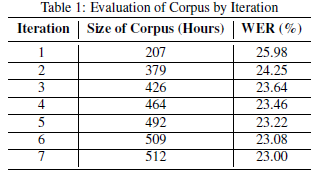 Table 1: Evaluation of Corpus by Iteration
Iteration Size of Corpus (Hours) WER (%)
1 207 25.98
2 379 24.25
3 426 23.64
4 464 23.46
5 492 23.22
6 509 23.08
7 512 23.00